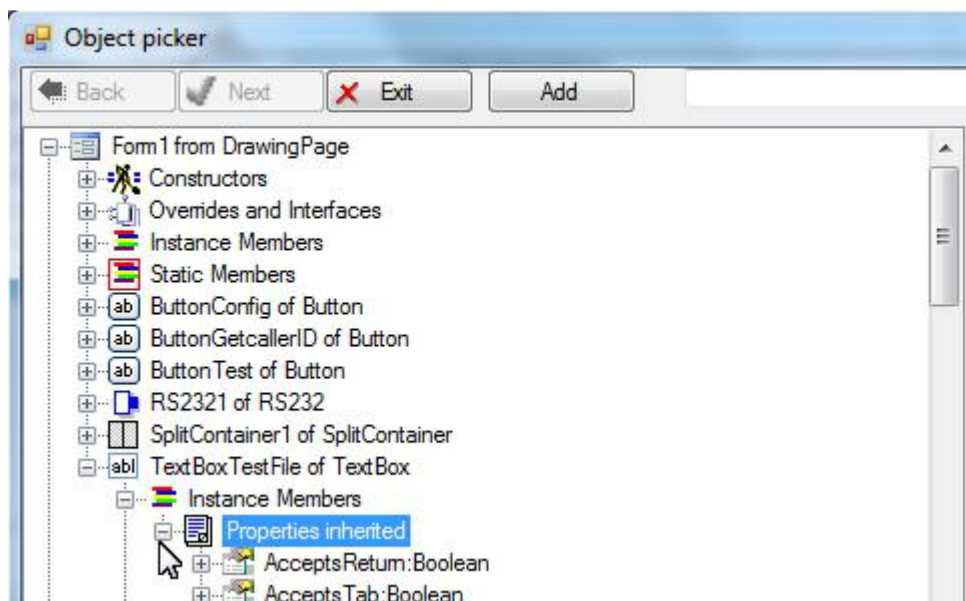 Object picker
Back Next Exit Add
Form1 from DrawingPage
Constructors
Overrides and Interfaces
Instance Members
Static Members
ab ButtonConfig of Button
ab ButtonGetcallerID of Button
ab ButtonTest of Button
RS2321 of RS232
SplitContainer1 of SplitContainer
abl TextBoxTestFile of TextBox
Instance Members
Properties inherited
AcceptsReturn:Boolean
AcceptsTab:Boolean